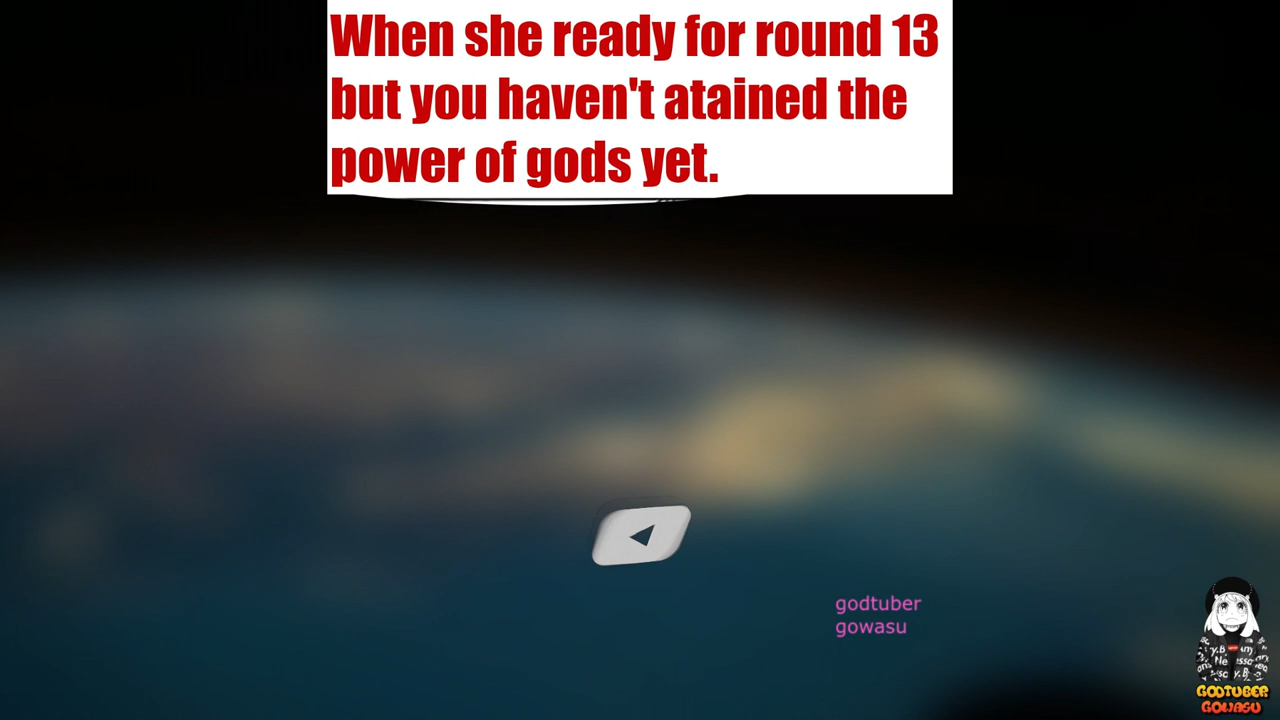 When she ready for round 13
but you haven't atained the
power of gods yet.
godtuber
gowasu
GODTUBER
GOWASU